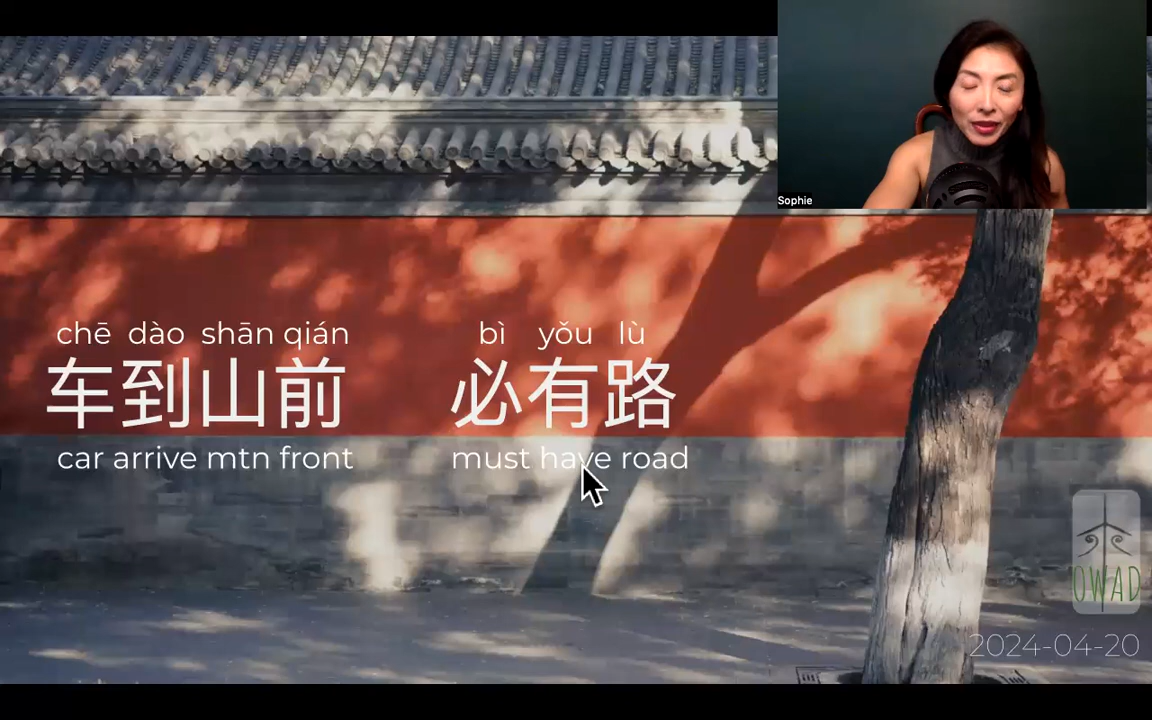 Sophie
chē dào shān qián bì yǒu lù
车到山前 必有路
car arrive mtn front must have road
OWAD
2024-04-20